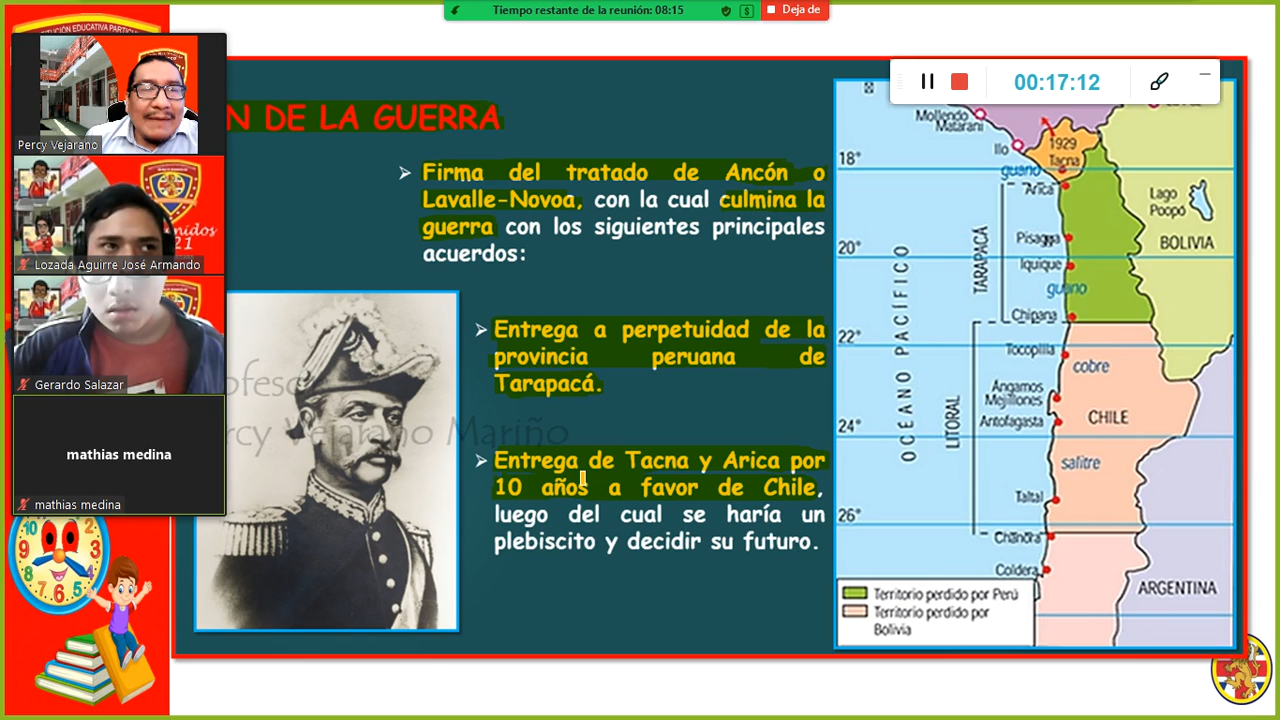 Tiempo restante de la reunión: 08:15
Deja de
00:17:12
Percy Vejarano
Lozada Aguirre José Armando
Gerardo Salazar
mathias medina
mathias medina
N DE LA GUERRA
Firma del tratado de Ancón o
Lavalle-Novoa, con la cual culmina la
guerra con los siguientes principales
acuerdos:
Entrega a perpetuidad de la
provincia peruana de
Tarapacá.
Entrega de Tacna y Arica por
10 años a favor de Chile,
luego del cual se haría un
plebiscito y decidir su futuro.
Vejarano Mariño
Mollendo
Matarani
Ilo
1929
Tacna
18°
guano
Arica
Lago
Poopó
BOLIVIA
Pisagua
20°
TARAPACÁ
Iquique
guano
Chipana
22°
OCÉANO PACÍFICO
Tocopilla
cobre
Angamos
Mejillones
Antofagasta
CHILE
24°
LITORAL
salitre
Taltal
26°
Coldera
ARGENTINA
Territorio perdido por Perú
Territorio perdido por
Bolivia